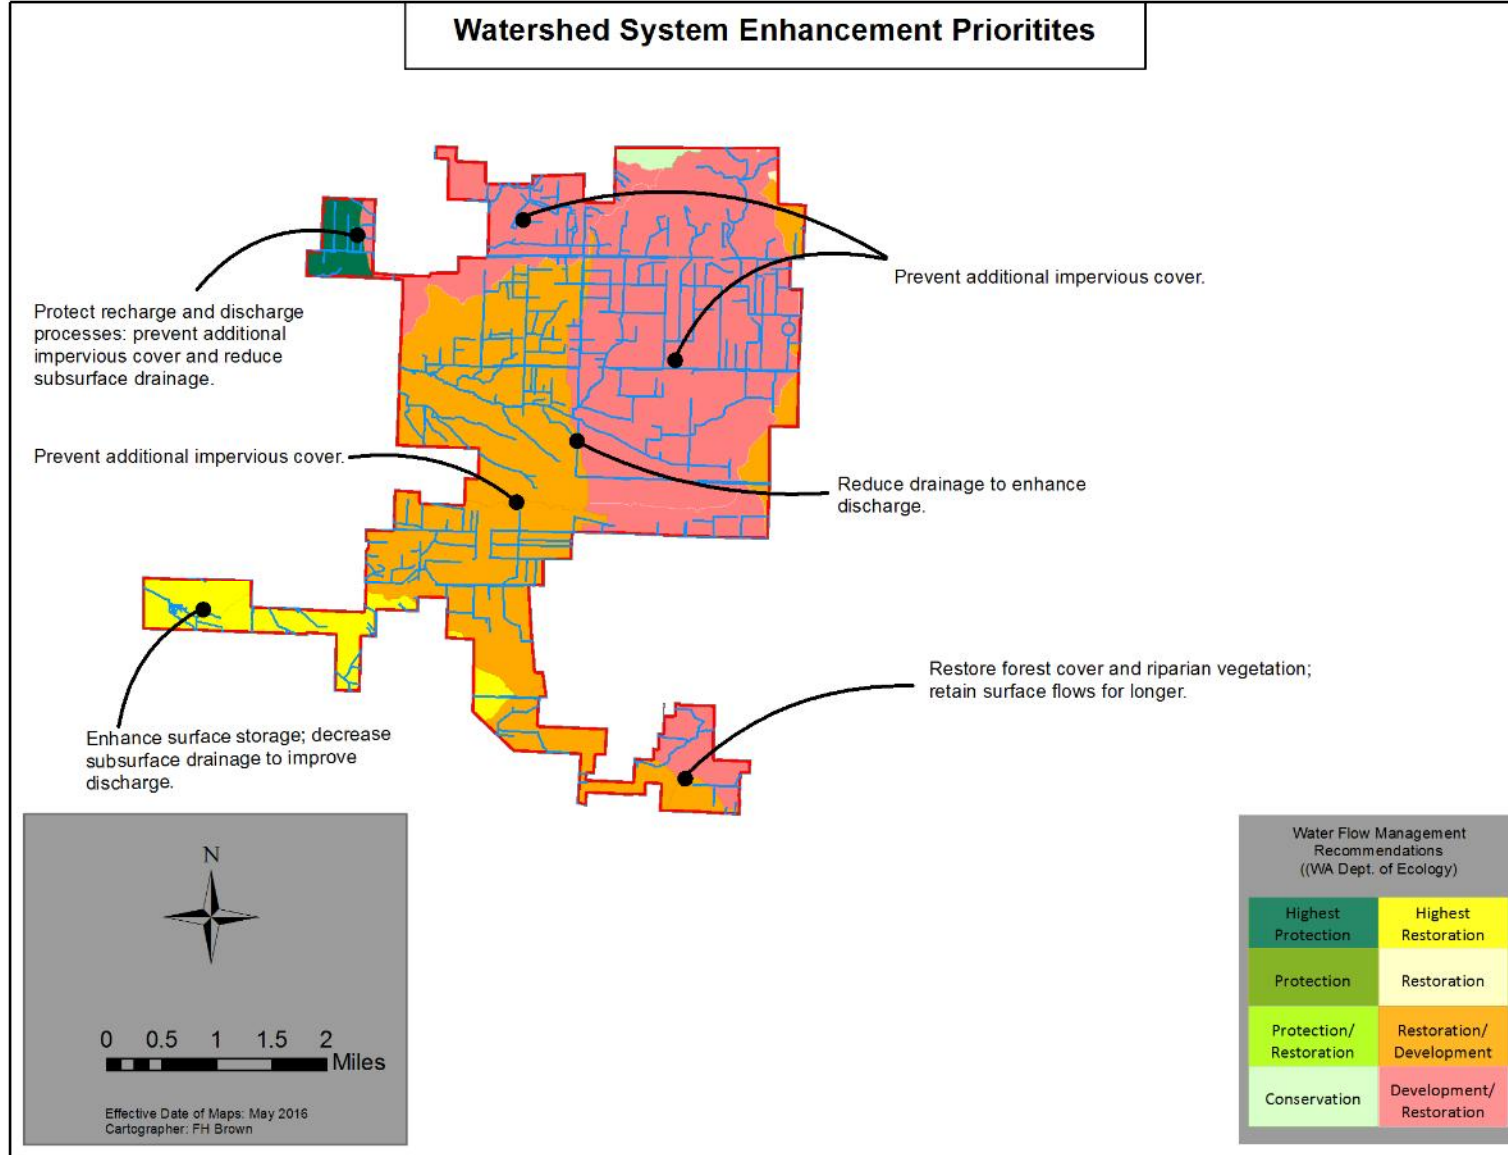 Watershed System Enhancement Prioritites
Prevent additional impervious cover.
Protect recharge and discharge
processes: prevent additional
impervious cover and reduce
subsurface drainage.
Prevent additional impervious cover.
Reduce drainage to enhance
discharge.
Restore forest cover and riparian vegetation;
retain surface flows for longer.
Enhance surface storage; decrease
subsurface drainage to improve
discharge.
N
0 0.5 1 1.5 2
Miles
Effective Date of Maps: May 2016
Cartographer: FH Brown
Water Flow Management
Recommendations
((WA Dept. of Ecology)
Highest
Protection
Highest
Restoration
Protection
Restoration
Protection/
Restoration
Restoration/
Development
Conservation
Development/
Restoration